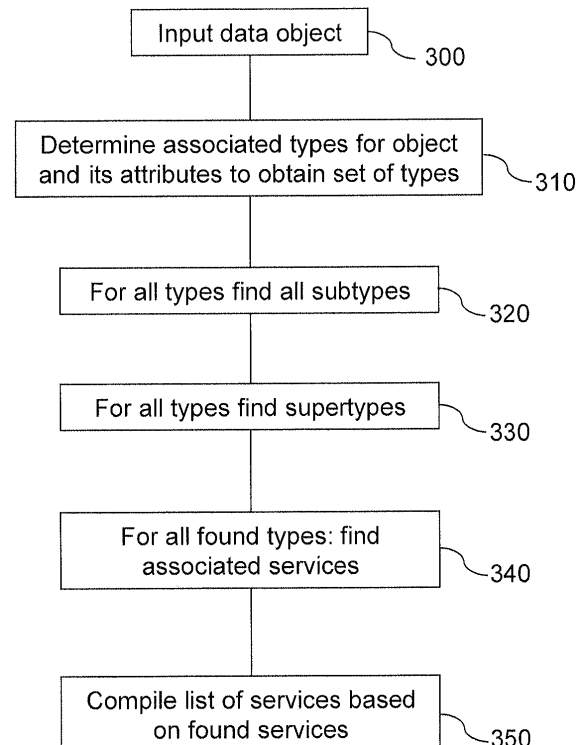 Input data object
300
Determine associated types for object
and its attributes to obtain set of types
310
For all types find all subtypes
320
For all types find supertypes
330
For all found types: find
associated services
340
Compile list of services based
on found services
350